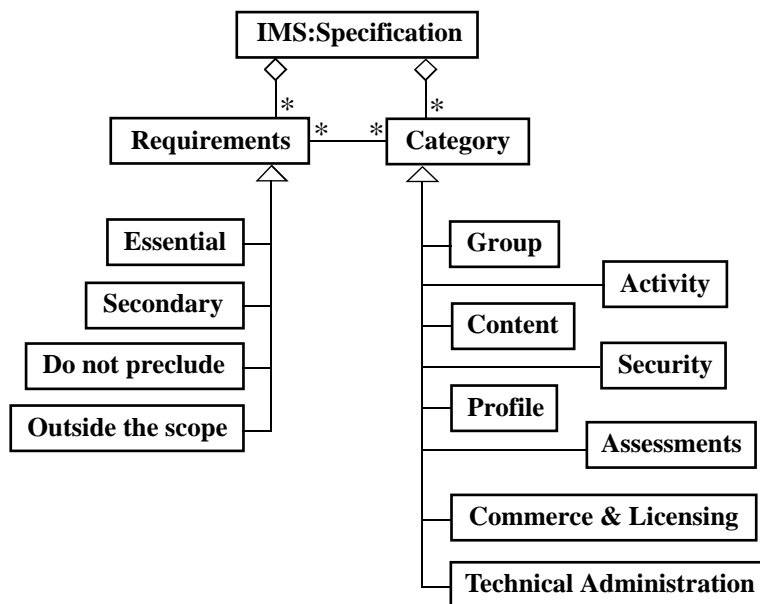 IMS:Specification
* *
Requirements * * Category
Essential
Secondary
Do not preclude
Outside the scope
Group
Activity
Content
Security
Profile
Assessments
Commerce & Licensing
Technical Administration